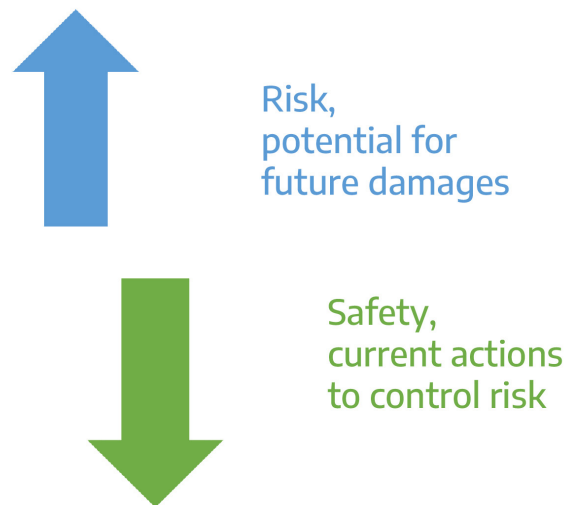 Risk,
potential for
future damages
Safety,
current actions
to control risk